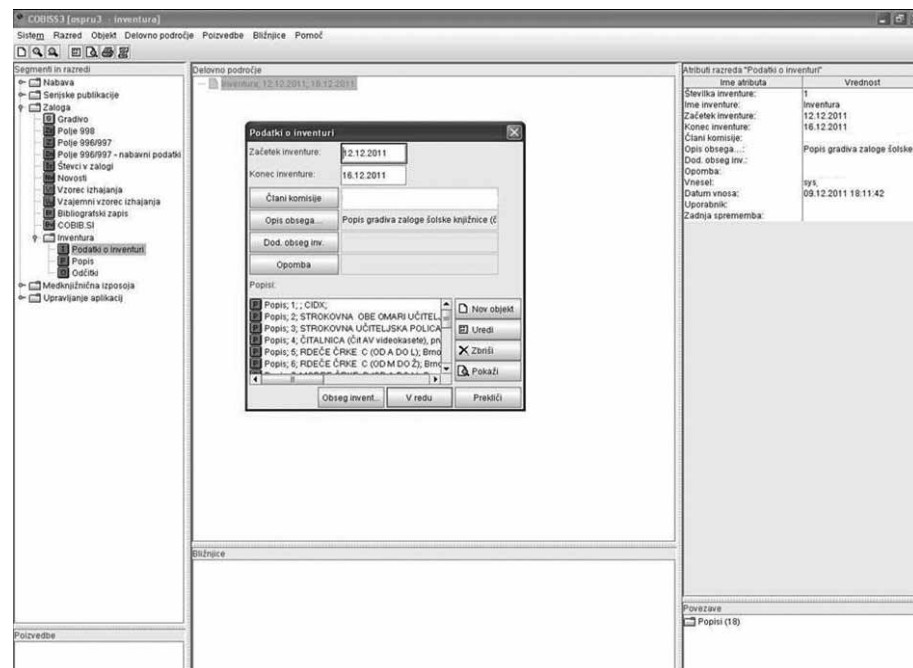 COBISS3 [ospru3 - inventura]
Sistem Razred Objekt Delovno področje Poizvedbe Bližnjice Pomoč
Segmenti in razredi
Nabava
Serijske publikacije
Zaloga
Gradivo
Polje 998
Polje 996/997
Polje 996/997 - nabavni podatki
Števci v zalogi
Novosti
Vzorec izhajanja
Vzajemni vzorec izhajanja
Bibliografski zapis
COBIB.SI
Inventura
Podatki o inventuri
Popis
Odčitki
Medknjižnična izposoja
Upravljanje aplikacij
Poizvedbe
Delovno področje
Inventura, 12.12.2011, 16.12.2011
Podatki o inventuri
Začetek inventure: 12.12.2011
Konec inventure: 16.12.2011
Člani komisije
Opis obsega... Popis gradiva zaloge šolske knjižnice (č
Dod. obseg inv.
Opomba
Popisi:
Popis; 1; ; CIDX;
Popis; 2; STROKOVNA OBE OMARI UČITELJ
Popis; 3; STROKOVNA UČITELJSKA POLICA
Popis; 4; ČITALNICA (Čit AV videokasete), pri
Popis; 5; RDEČE ČRKE C (OD A DO L); Brno
Popis; 6; RDEČE ČRKE C (OD M DO Ž); Brno
Nov objekt
Uredi
Zbriši
Pokaži
Obseg invent... V redu Prekliči
Bližnjice
Atributi razreda "Podatki o inventuri"
Ime atributa Vrednost
Številka inventure: 1
Ime inventure: Inventura
Začetek inventure: 12.12.2011
Konec inventure: 16.12.2011
Člani komisije:
Opis obsega...: Popis gradiva zaloge šolske
Dod. obseg inv.:
Opomba:
Vnesel: sys,
Datum vnosa: 09.12.2011 18:11:42
Uporabnik:
Zadnja sprememba:
Povezave
Popisi (18)